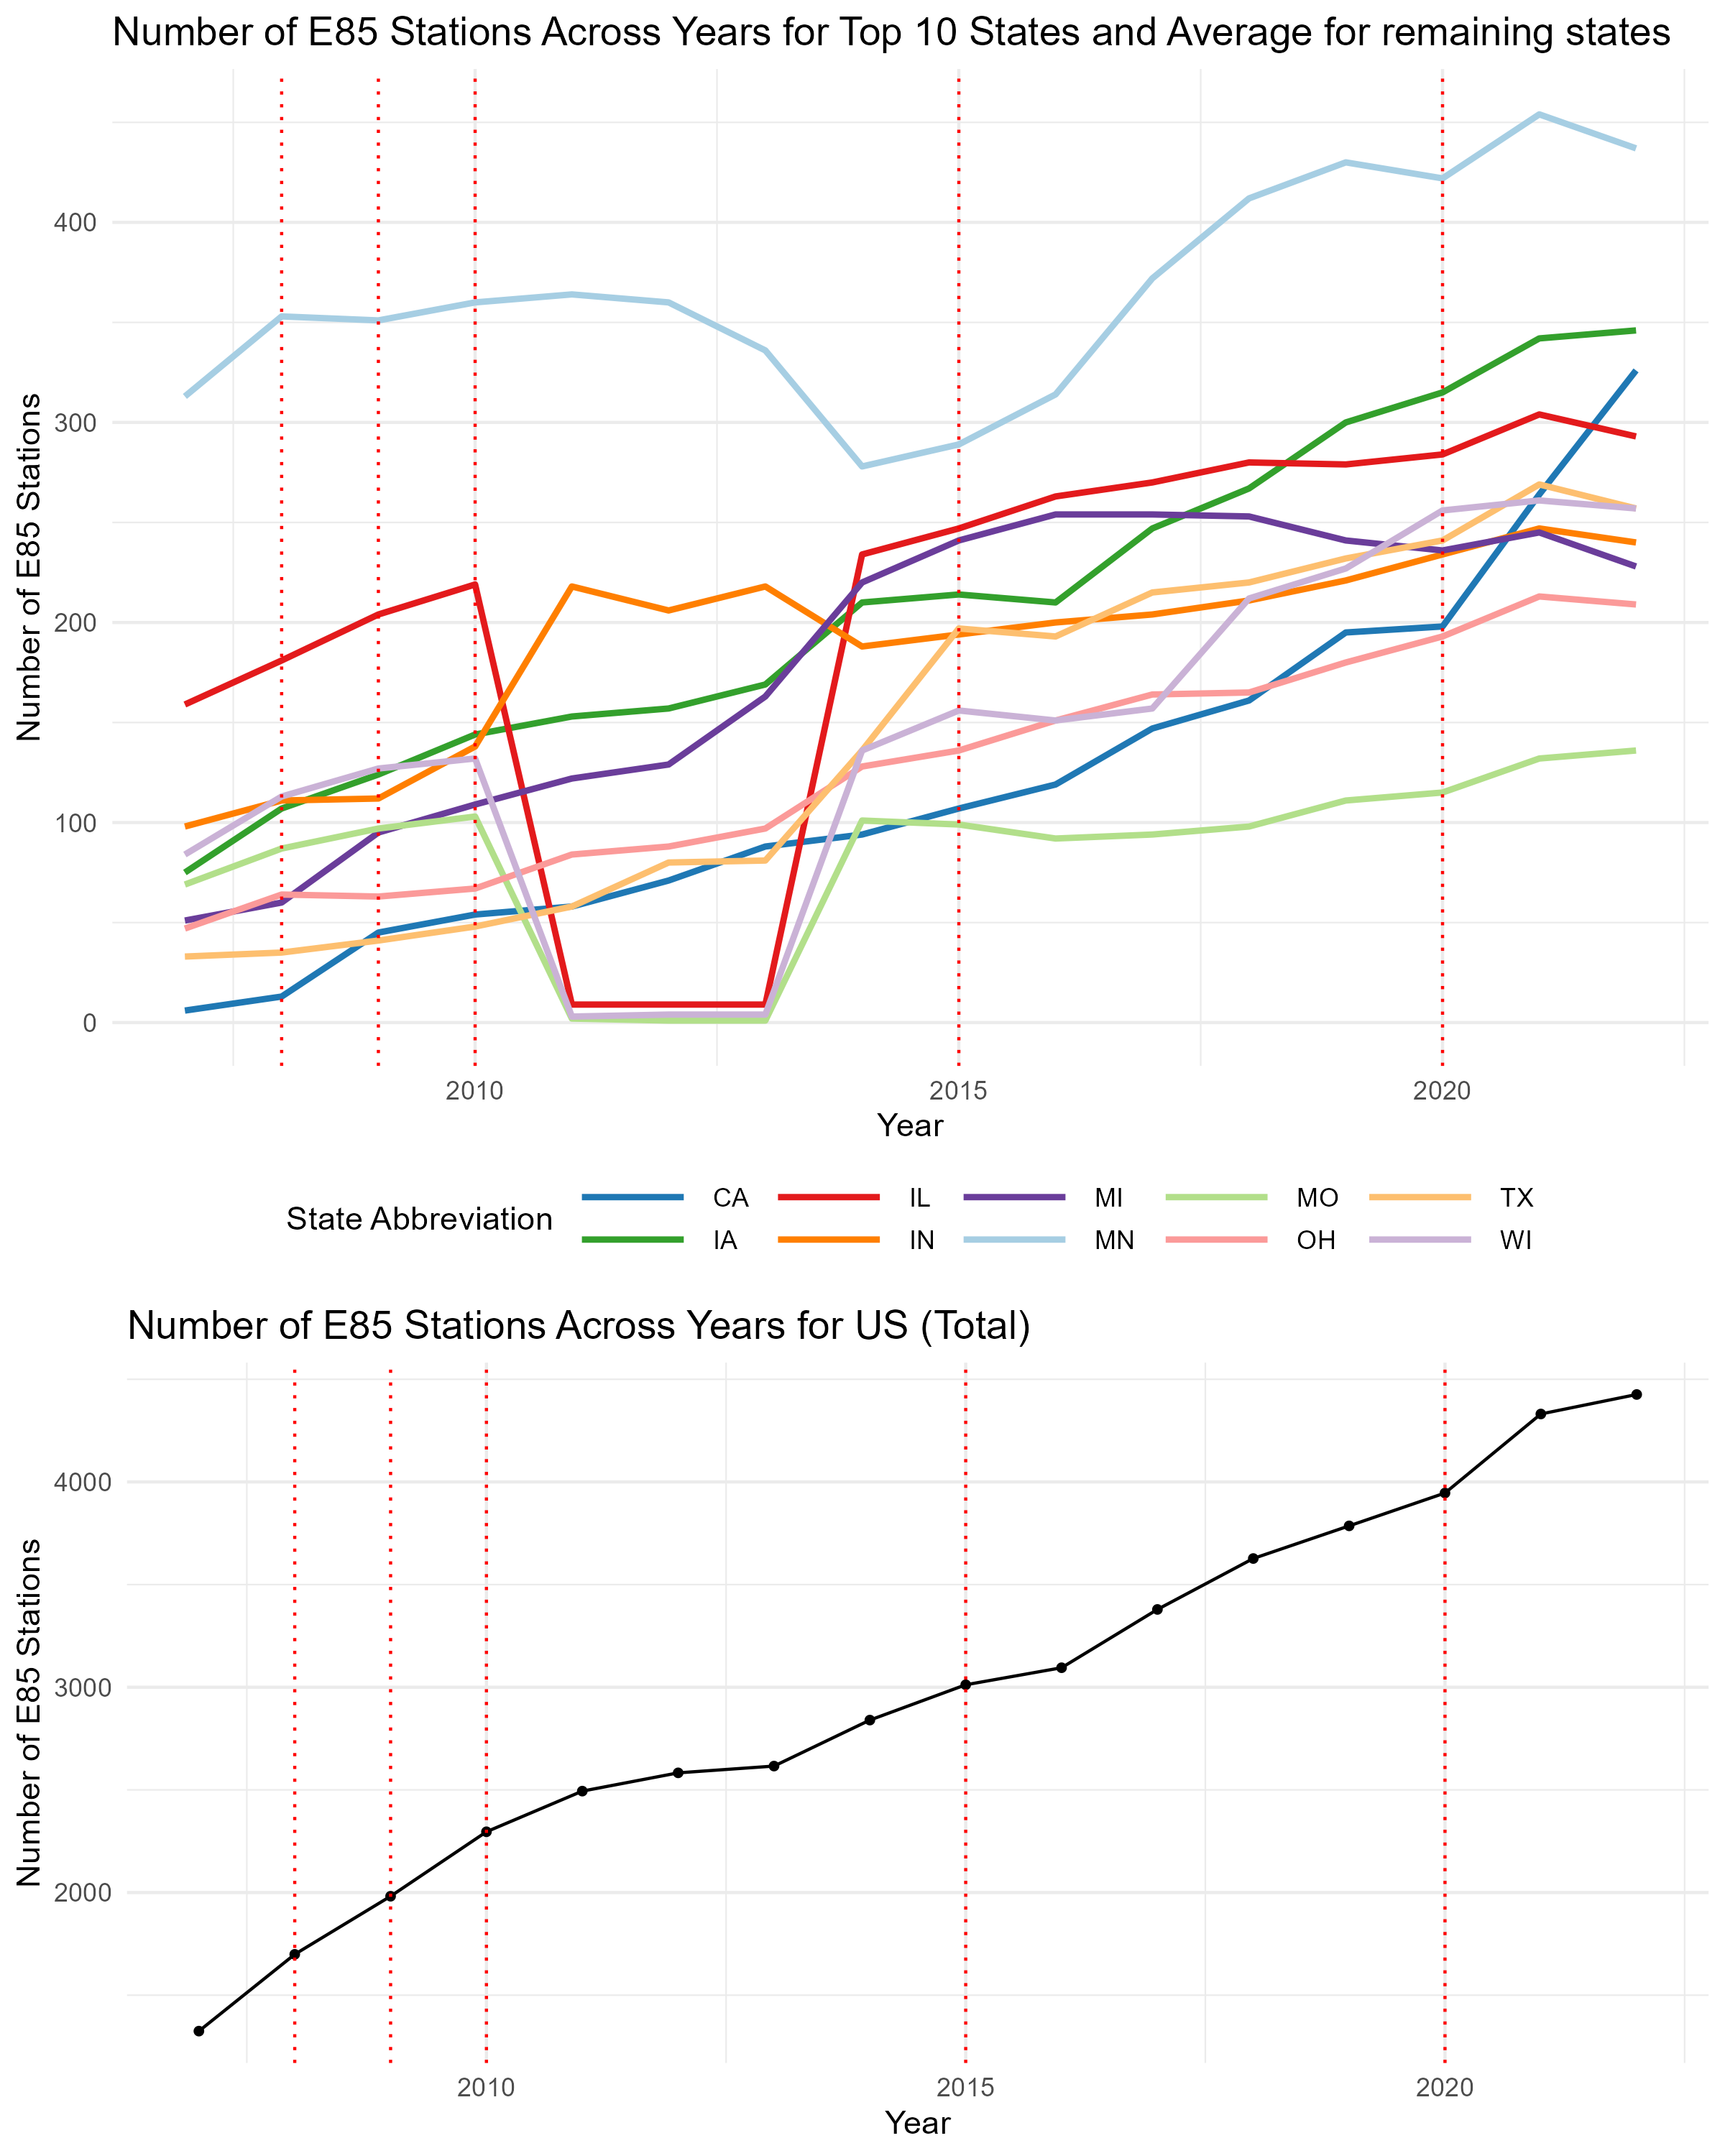 Number of E85 Stations Across Years for Top 10 States and Average for remaining states
Number of E85 Stations
400
300
200
100
0
2010 2015 2020
Year
State Abbreviation
CA IL MI MO TX
IA IN MN OH WI
Number of E85 Stations Across Years for US (Total)
Number of E85 Stations
4000
3000
2000
2010 2015 2020
Year